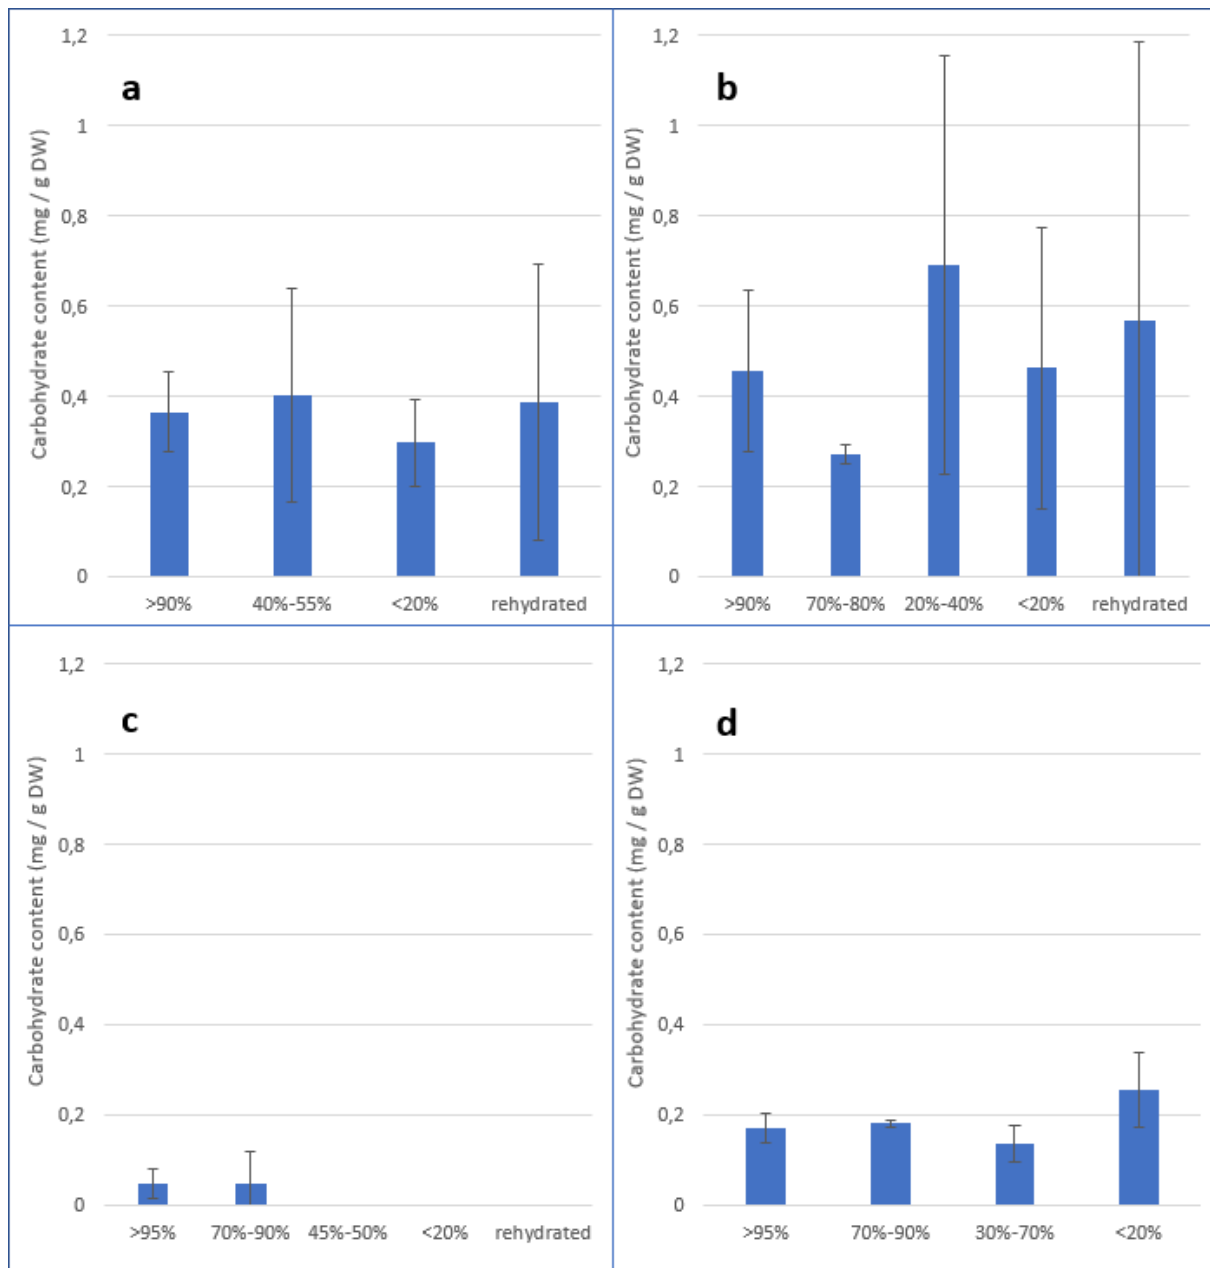 a
Carbohydrate content (mg / g DW)
1,2
1
0,8
0,6
0,4
0,2
0
>90% 40%-55% <20% rehydrated
b
Carbohydrate content (mg / g DW)
1,2
1
0,8
0,6
0,4
0,2
0
>90% 70%-80% 20%-40% <20% rehydrated
c
Carbohydrate content (mg / g DW)
1,2
1
0,8
0,6
0,4
0,2
0
>95% 70%-90% 45%-50% <20% rehydrated
d
Carbohydrate content (mg / g DW)
1,2
1
0,8
0,6
0,4
0,2
0
>95% 70%-90% 30%-70% <20%